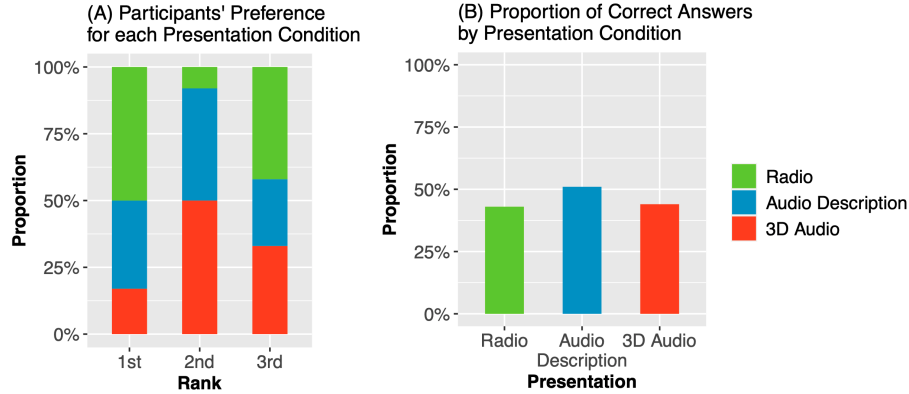 (A) Participants' Preference
for each Presentation Condition
100%
75%
50%
25%
0%
Proportion
1st
2nd
3rd
Rank
(B) Proportion of Correct Answers
by Presentation Condition
100%
75%
50%
25%
0%
Proportion
Radio
Audio
Description
3D Audio
Presentation
Radio
Audio Description
3D Audio